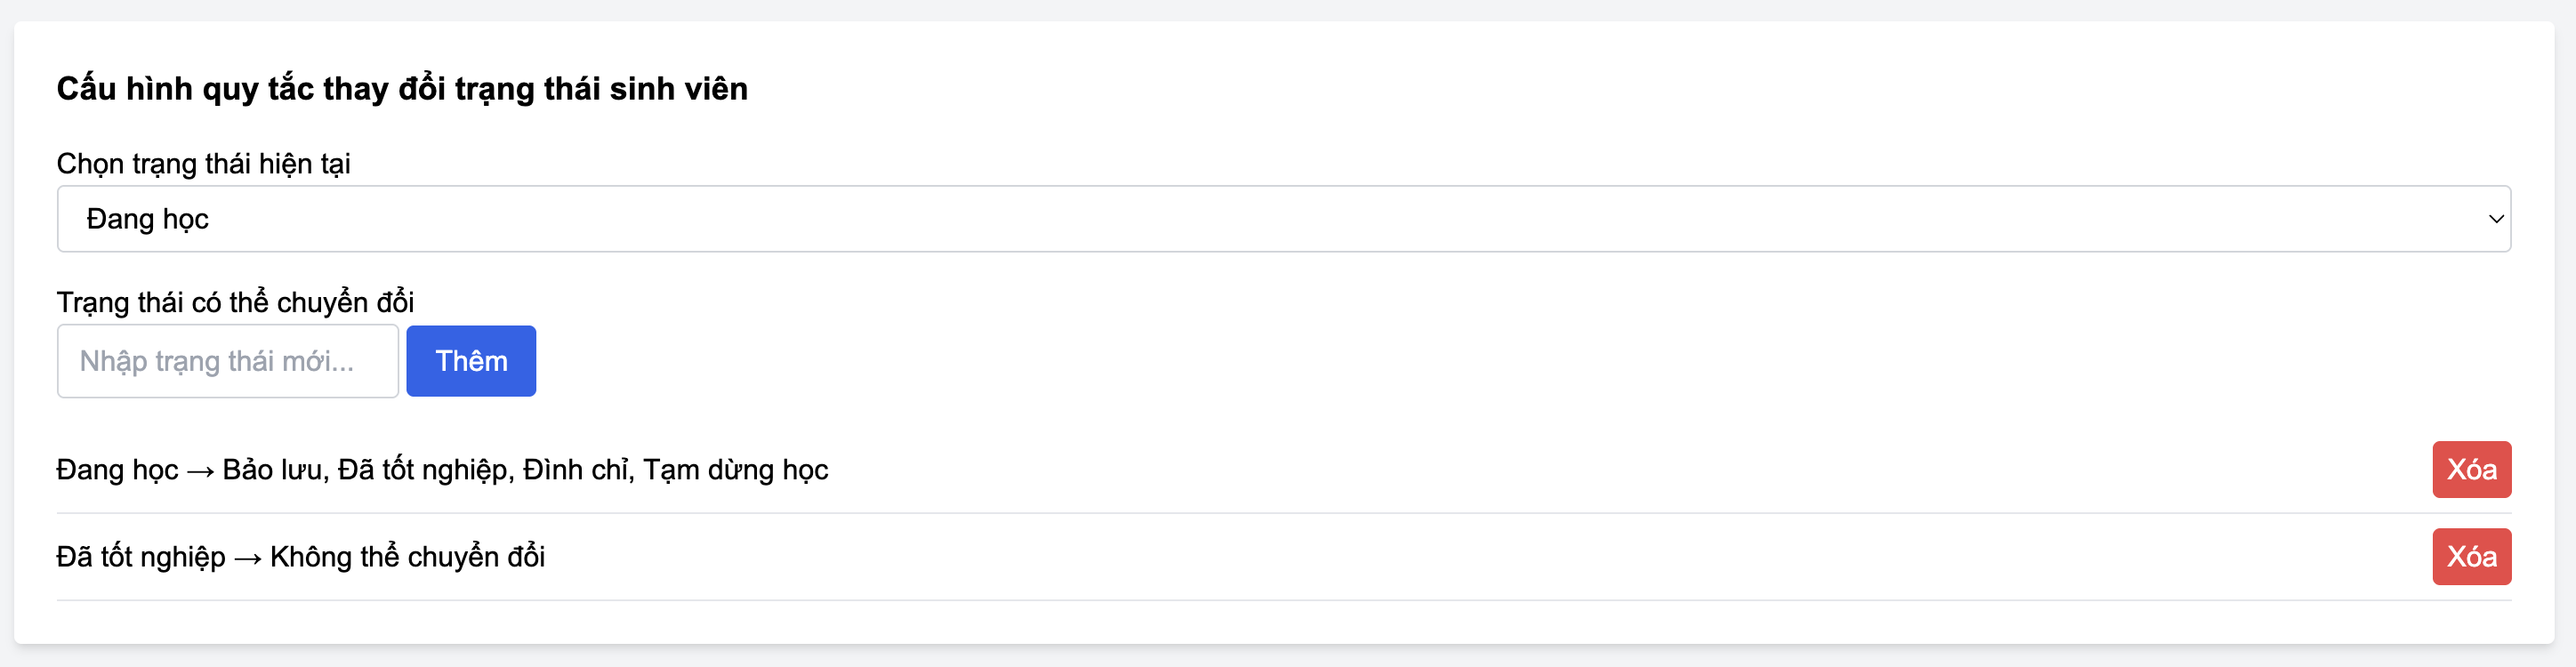 Cấu hình quy tắc thay đổi trạng thái sinh viên
Chọn trạng thái hiện tại
Đang học
Trạng thái có thể chuyển đổi
Nhập trạng thái mới...
Thêm
Đang học → Bảo lưu, Đã tốt nghiệp, Đình chỉ, Tạm dừng học
Xóa
Đã tốt nghiệp → Không thể chuyển đổi
Xóa